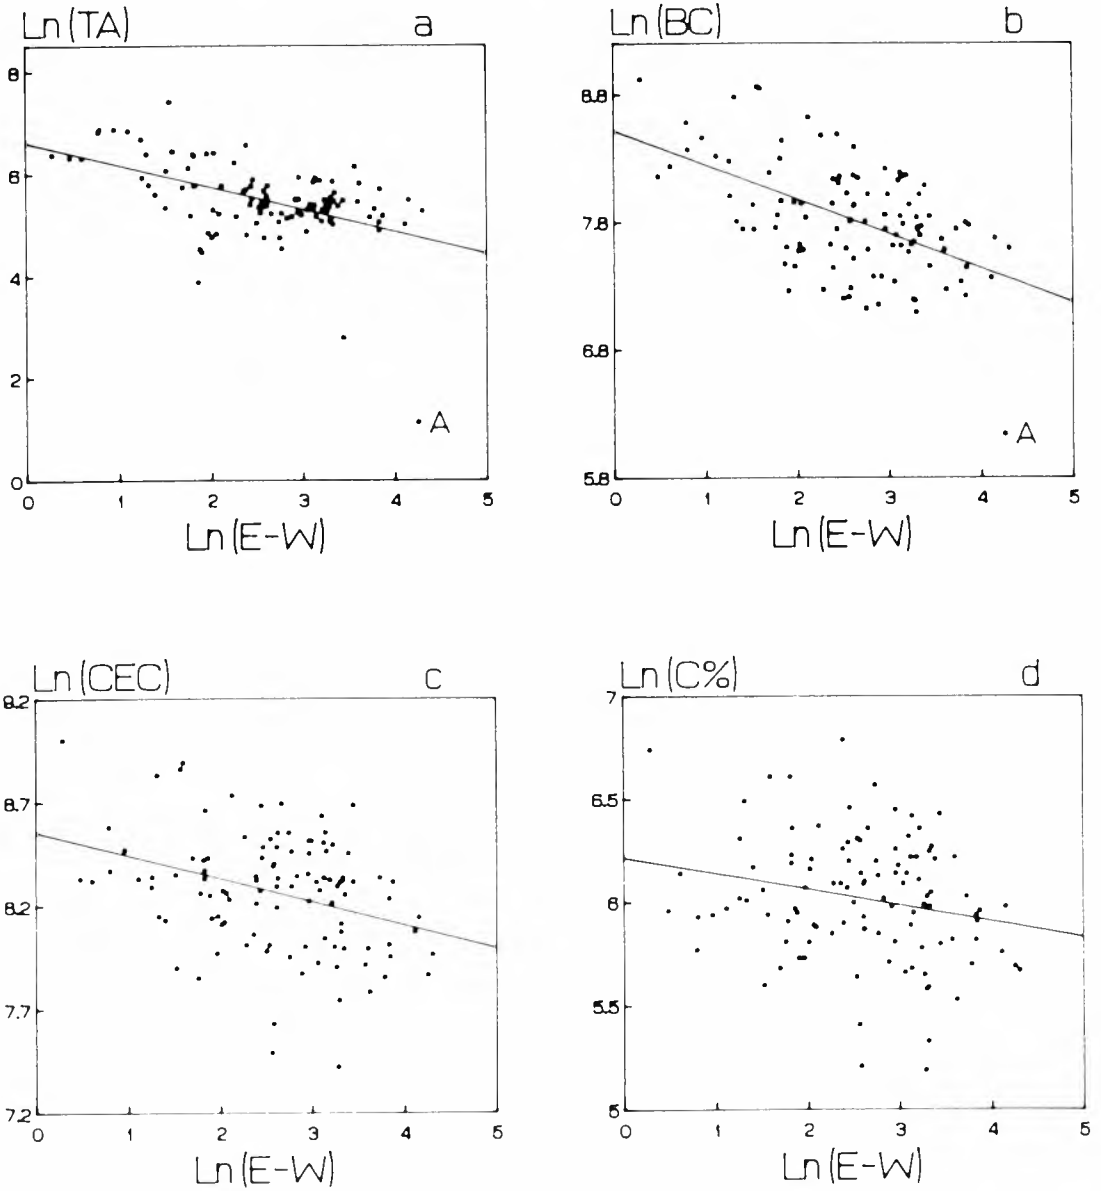 Ln(TA) a
8
6
4
2
0
0 1 2 3 4 5
A
Ln(E-W)
Ln(BC) b
8.8
7.8
6.8
5.8
0 1 2 3 4 5
A
Ln(E-W)
Ln(CEC) c
8.2
8.7
8.2
7.7
7.2
0 1 2 3 4 5
Ln(E-W)
Ln(C%) d
7
6.5
6
5.5
5
0 1 2 3 4 5
Ln(E-W)